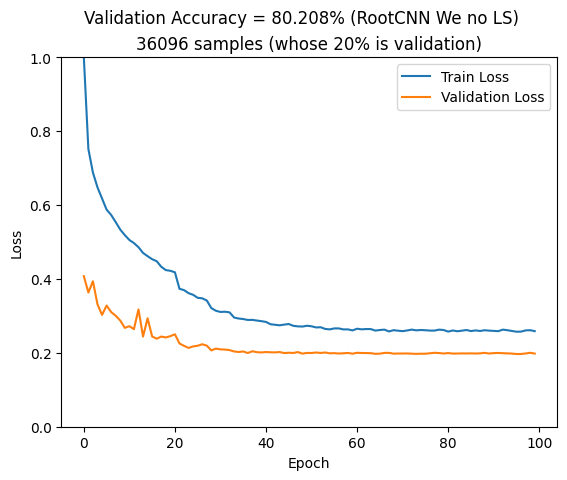 Validation Accuracy = 80.208% (RootCNN We no LS)
36096 samples (whose 20% is validation)
Train Loss
Validation Loss
Loss
1.0
0.8
0.6
0.4
0.2
0.0
0 20 40 60 80 100
Epoch